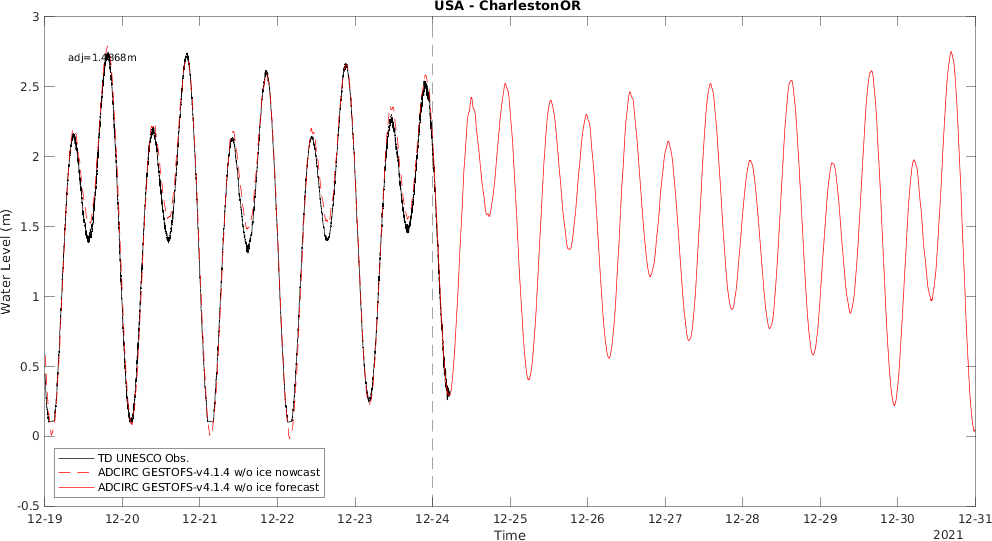 USA - CharlestonOR
adj=1.4868m
Water Level (m)
3
2.5
2
1.5
1
0.5
0
-0.5
TD UNESCO Obs.
ADCIRC GESTOFS-v4.1.4 w/o ice nowcast
ADCIRC GESTOFS-v4.1.4 w/o ice forecast
12-19 12-20 12-21 12-22 12-23 12-24 12-25 12-26 12-27 12-28 12-29 12-30 12-31
Time
2021